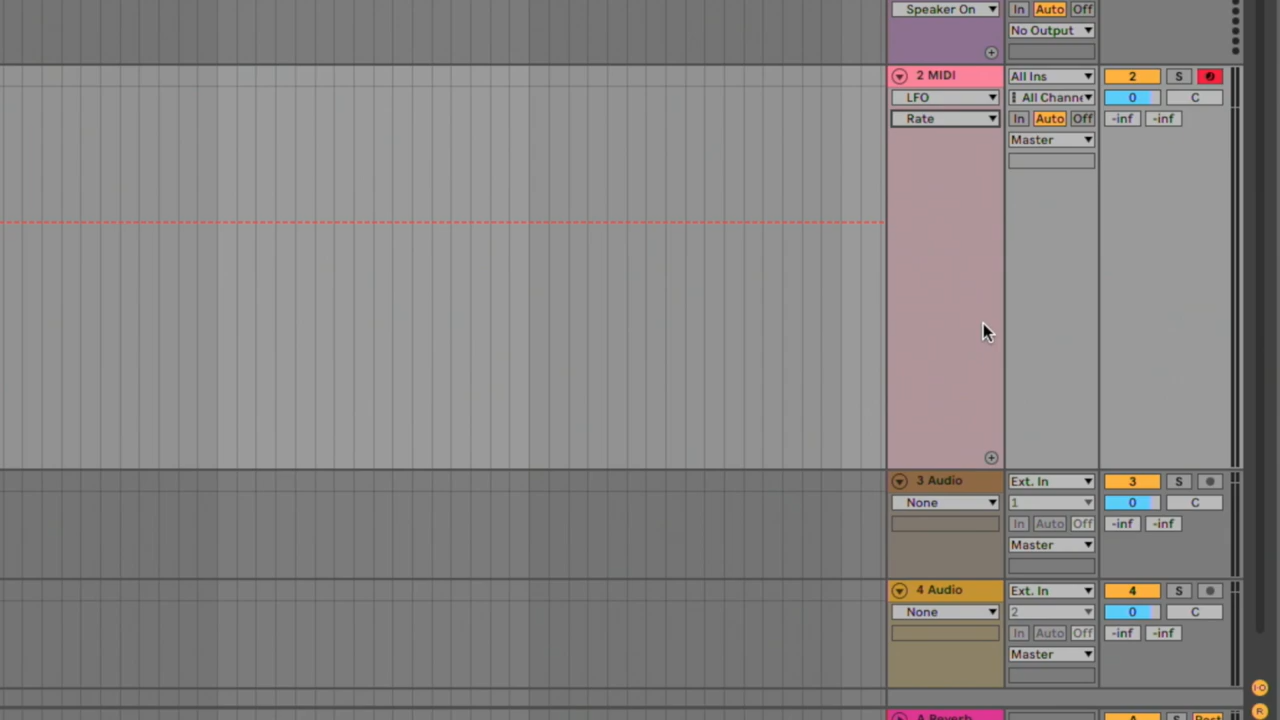 Speaker On In Auto Off
No Output
2 MIDI All Ins 2 S
LFO All Channe 0 C
Rate In Auto Off -inf -inf
Master
3 Audio Ext. In 3 S
None 1 0 C
In Auto Off -inf -inf
Master
4 Audio Ext. In 4 S
None 2 0 C
In Auto Off -inf -inf
Master
I·O
A Reverb A S Post
R